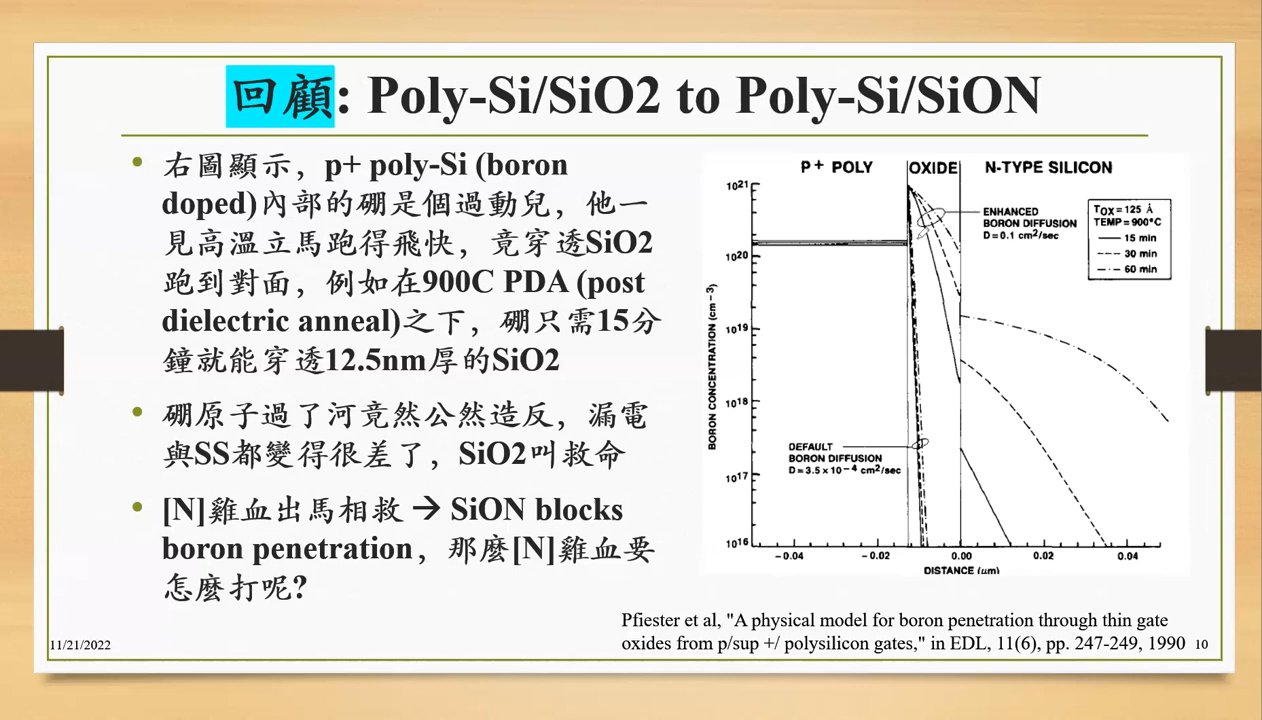 回顧: Poly-Si/SiO2 to Poly-Si/SiON
• 右圖顯示，p+ poly-Si (boron
doped)內部的硼是個過動兒，他一
見高溫立馬跑得飛快，竟穿透SiO2
跑到對面，例如在900C PDA (post
dielectric anneal)之下，硼只需15分
鐘就能穿透12.5nm厚的SiO2
• 硼原子過了河竟然公然造反，漏電
與SS都變得很差了，SiO2叫救命
• [N]雞血出馬相救 → SiON blocks
boron penetration，那麼[N]雞血要
怎麼打呢?
P+ POLY
OXIDE
N-TYPE SILICON
10²¹
10²⁰
10¹⁹
10¹⁸
10¹⁷
10¹⁶
BORON CONCENTRATION (cm−3)
ENHANCED
BORON DIFFUSION
D=0.1 cm²/sec
TOX=125 Å
TEMP=900°C
15 min
30 min
60 min
DEFAULT
BORON DIFFUSION
D=3.5 x 10−4 cm²/sec
−0.04
−0.02
0.00
0.02
0.04
DISTANCE (μm)
Pfiester et al, "A physical model for boron penetration through thin gate
oxides from p/sup +/ polysilicon gates," in EDL, 11(6), pp. 247-249, 1990
11/21/2022
10